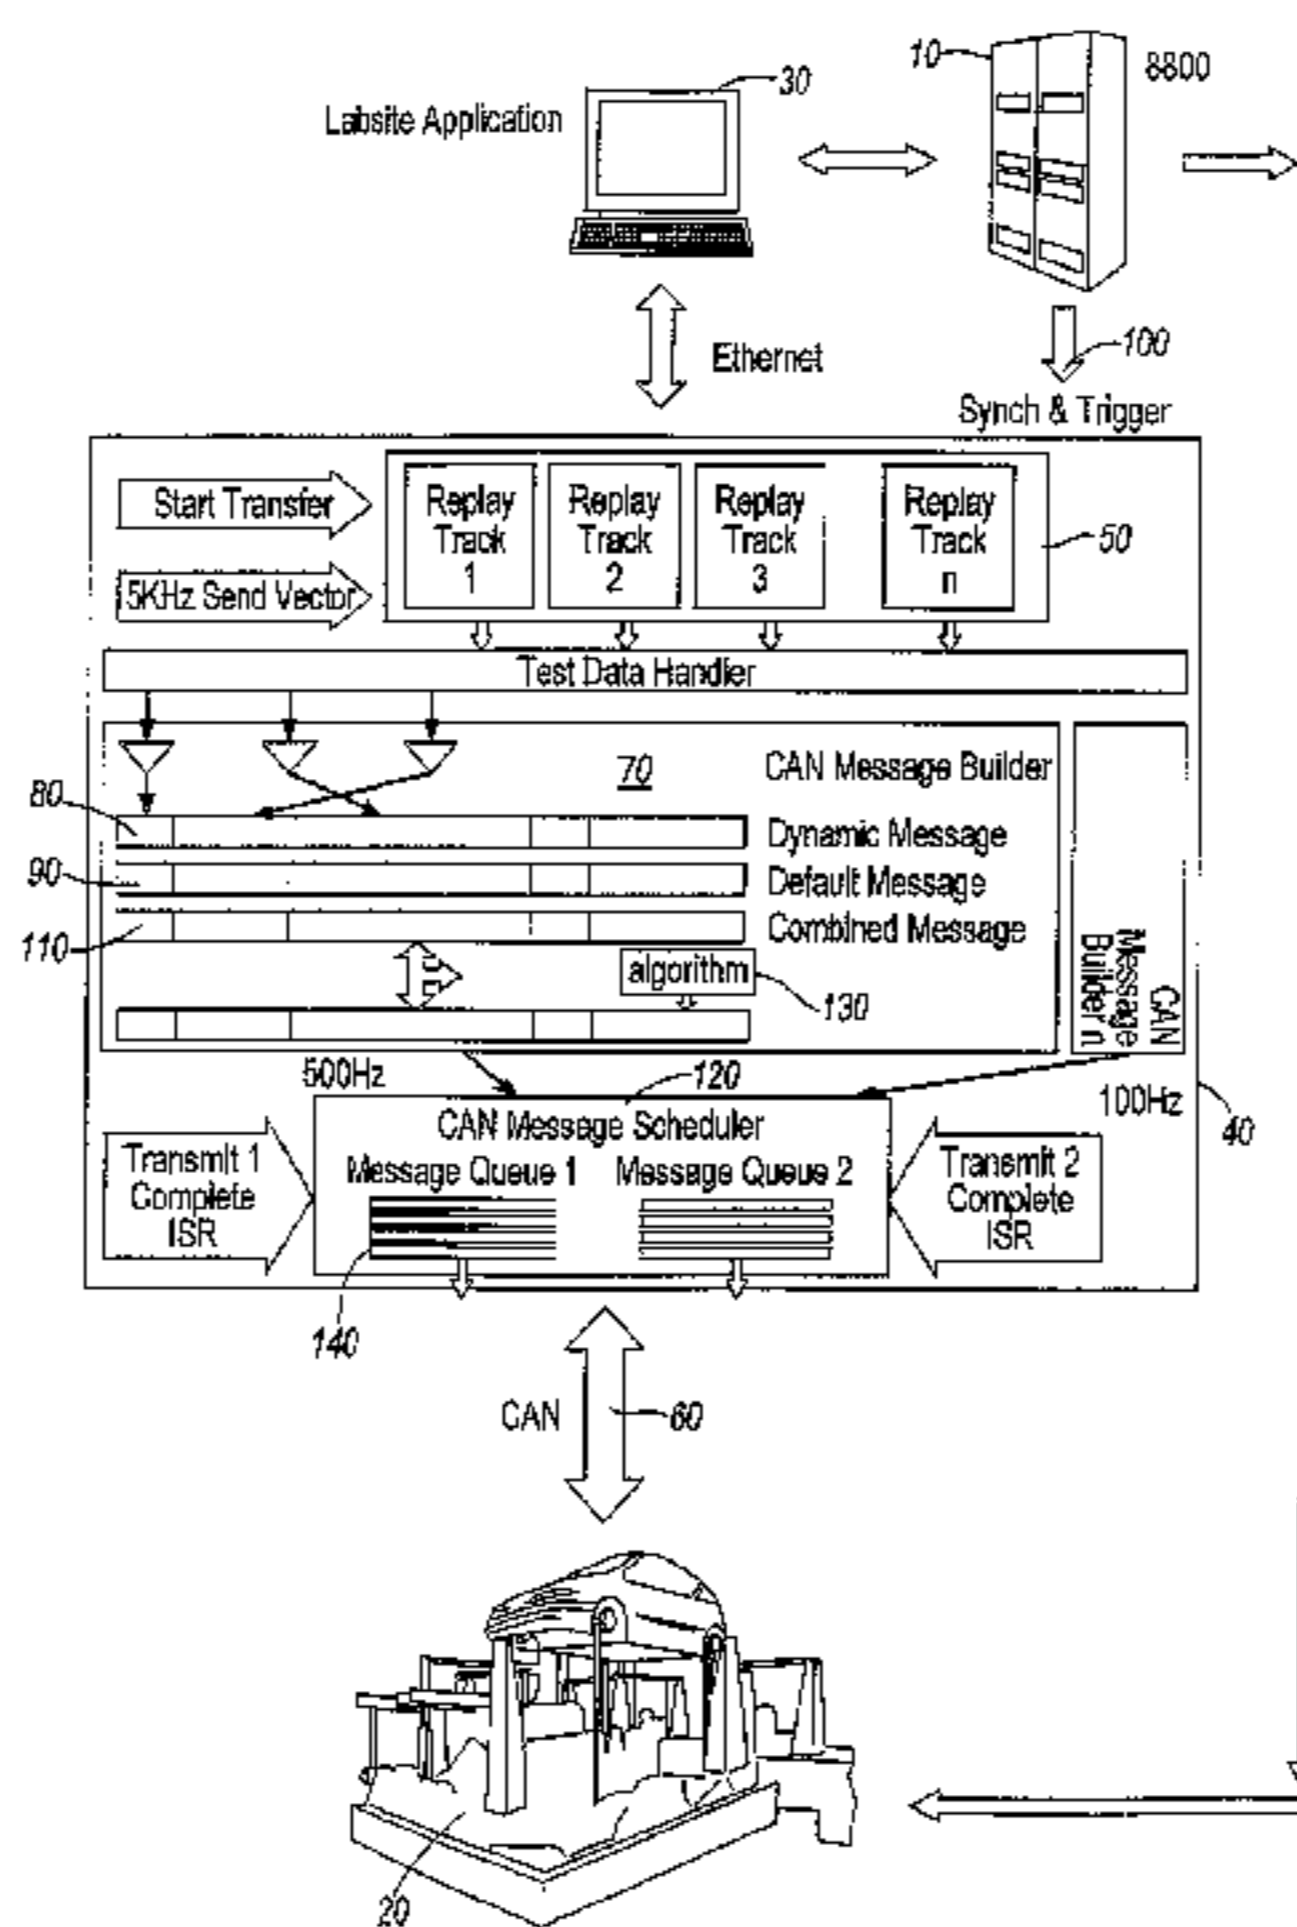 10
8800
30
Labsite Application
Ethernet
100
Synch & Trigger
Start Transfer
5KHz Send Vector
Replay
Track
1
Replay
Track
2
Replay
Track
3
Replay
Track
n
50
Test Data Handler
70
CAN Message Builder
80
Dynamic Message
90
Default Message
110
Combined Message
algorithm
130
CAN
Message
Builder n
500Hz
120
100Hz
40
CAN Message Scheduler
Transmit 1
Complete
ISR
Message Queue 1
Message Queue 2
Transmit 2
Complete
ISR
140
CAN
60
20